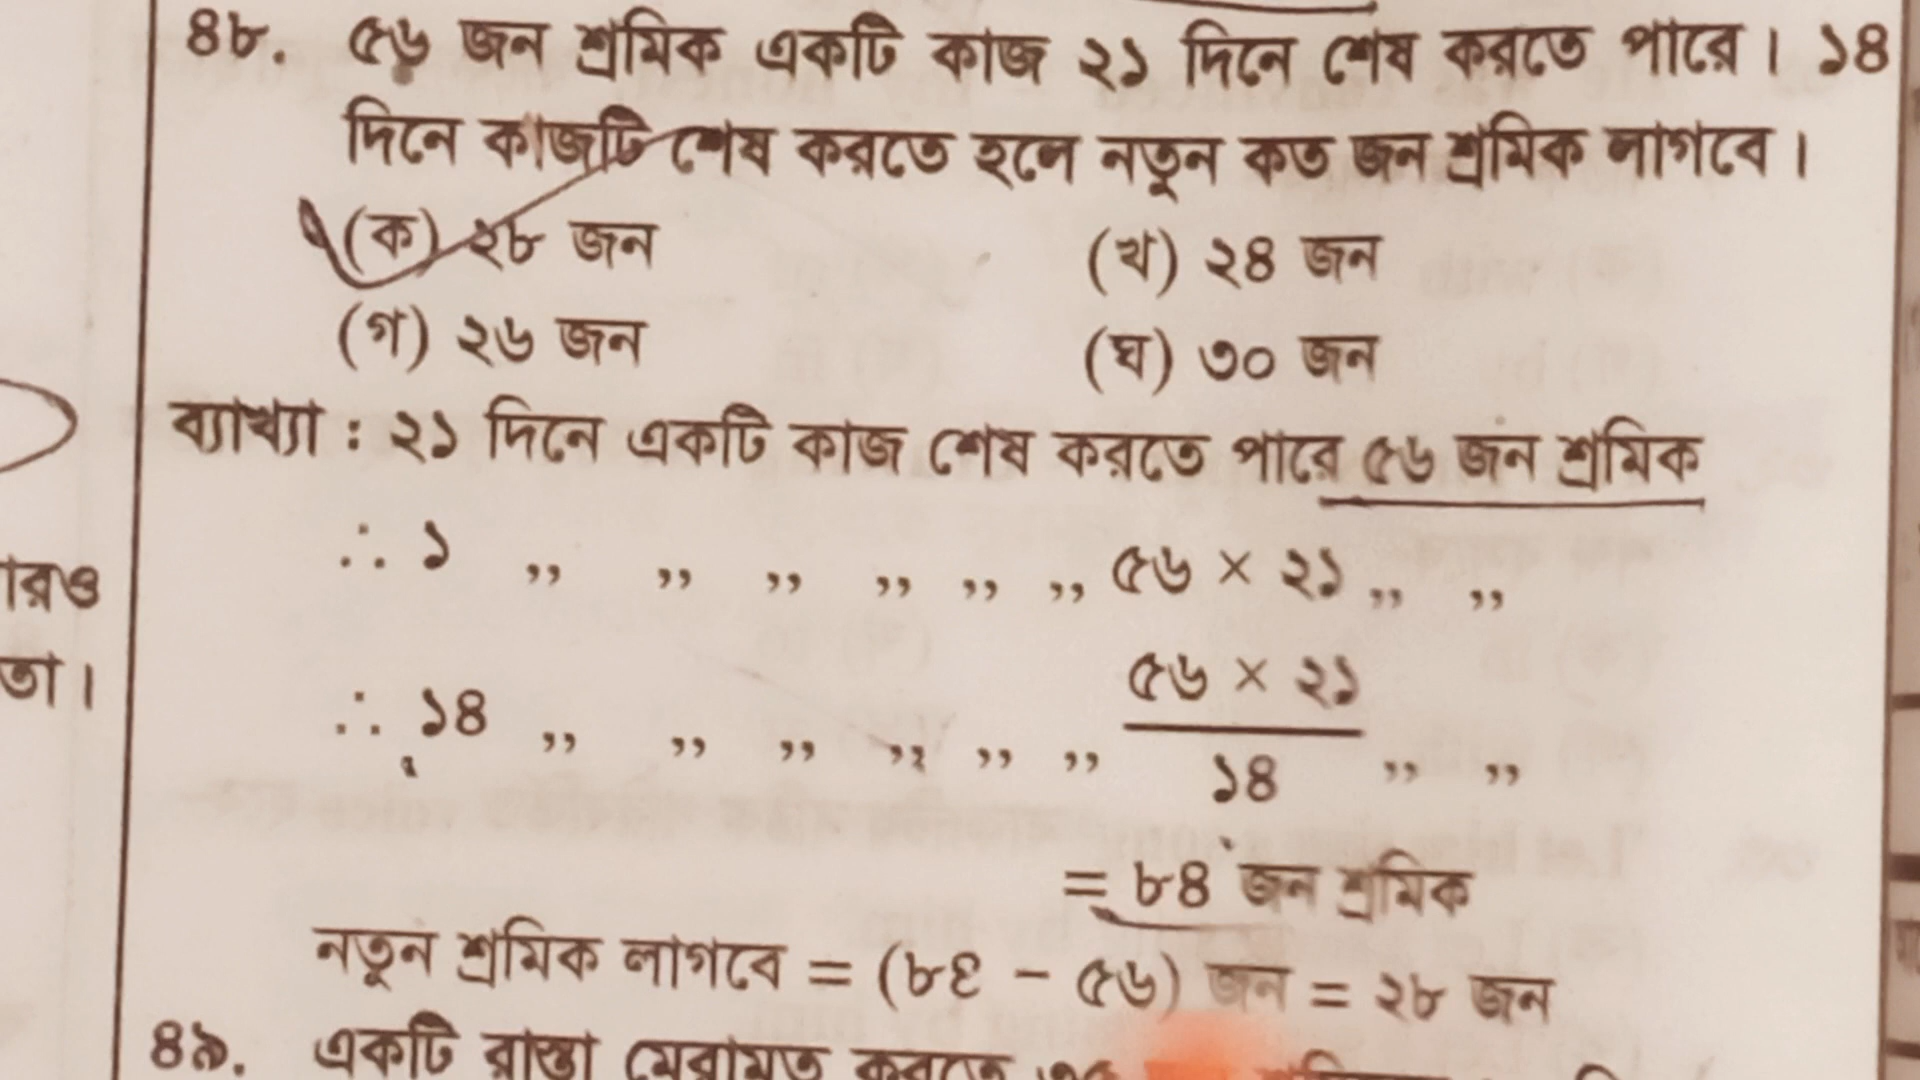 ৪৮. ৫৬ জন শ্রমিক একটি কাজ ২১ দিনে শেষ করতে পারে। ১৪
দিনে কাজটি শেষ করতে হলে নতুন কত জন শ্রমিক লাগবে।
(ক) ২৮ জন (খ) ২৪ জন
(গ) ২৬ জন (ঘ) ৩০ জন
ব্যাখ্যা : ২১ দিনে একটি কাজ শেষ করতে পারে ৫৬ জন শ্রমিক
∴ ১ ,, ,, ,, ,, ,, ,, ৫৬ × ২১ ,, ,,
৫৬ × ২১
∴ ১৪ ,, ,, ,, ,, ,, ,, ,, ,,
১৪
= ৮৪ জন শ্রমিক
নতুন শ্রমিক লাগবে = (৮৪ − ৫৬) জন = ২৮ জন
৪৯. একটি রাস্তা মেরামত করতে
রও
তা।